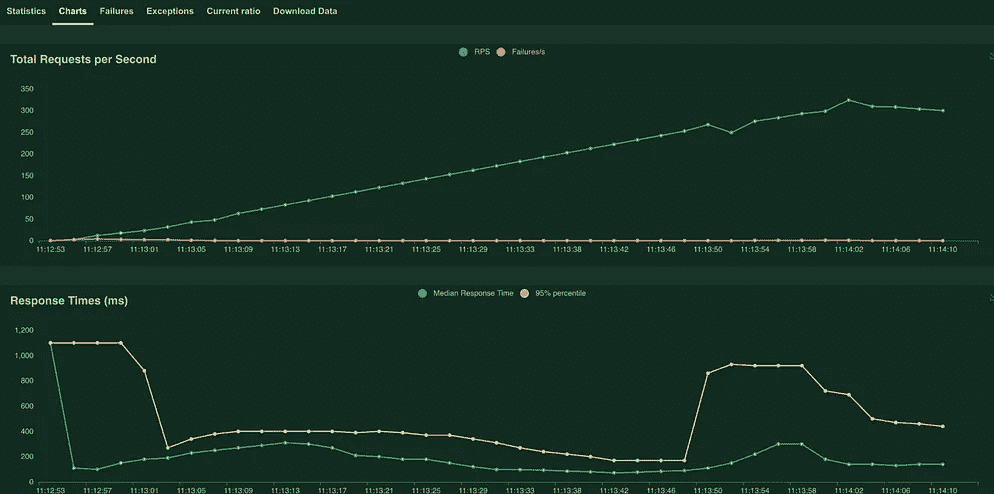 Statistics Charts Failures Exceptions Current ratio Download Data
Total Requests per Second
RPS Failures/s
350
300
250
200
150
100
50
0
11:12:53 11:12:57 11:13:01 11:13:05 11:13:09 11:13:13 11:13:17 11:13:21 11:13:25 11:13:29 11:13:33 11:13:38 11:13:42 11:13:46 11:13:50 11:13:54 11:13:58 11:14:02 11:14:06 11:14:10
Response Times (ms)
Median Response Time 95% percentile
1,200
1,000
800
600
400
200
0
11:12:53 11:12:57 11:13:01 11:13:05 11:13:09 11:13:13 11:13:17 11:13:21 11:13:25 11:13:29 11:13:33 11:13:38 11:13:42 11:13:46 11:13:50 11:13:54 11:13:58 11:14:02 11:14:06 11:14:10